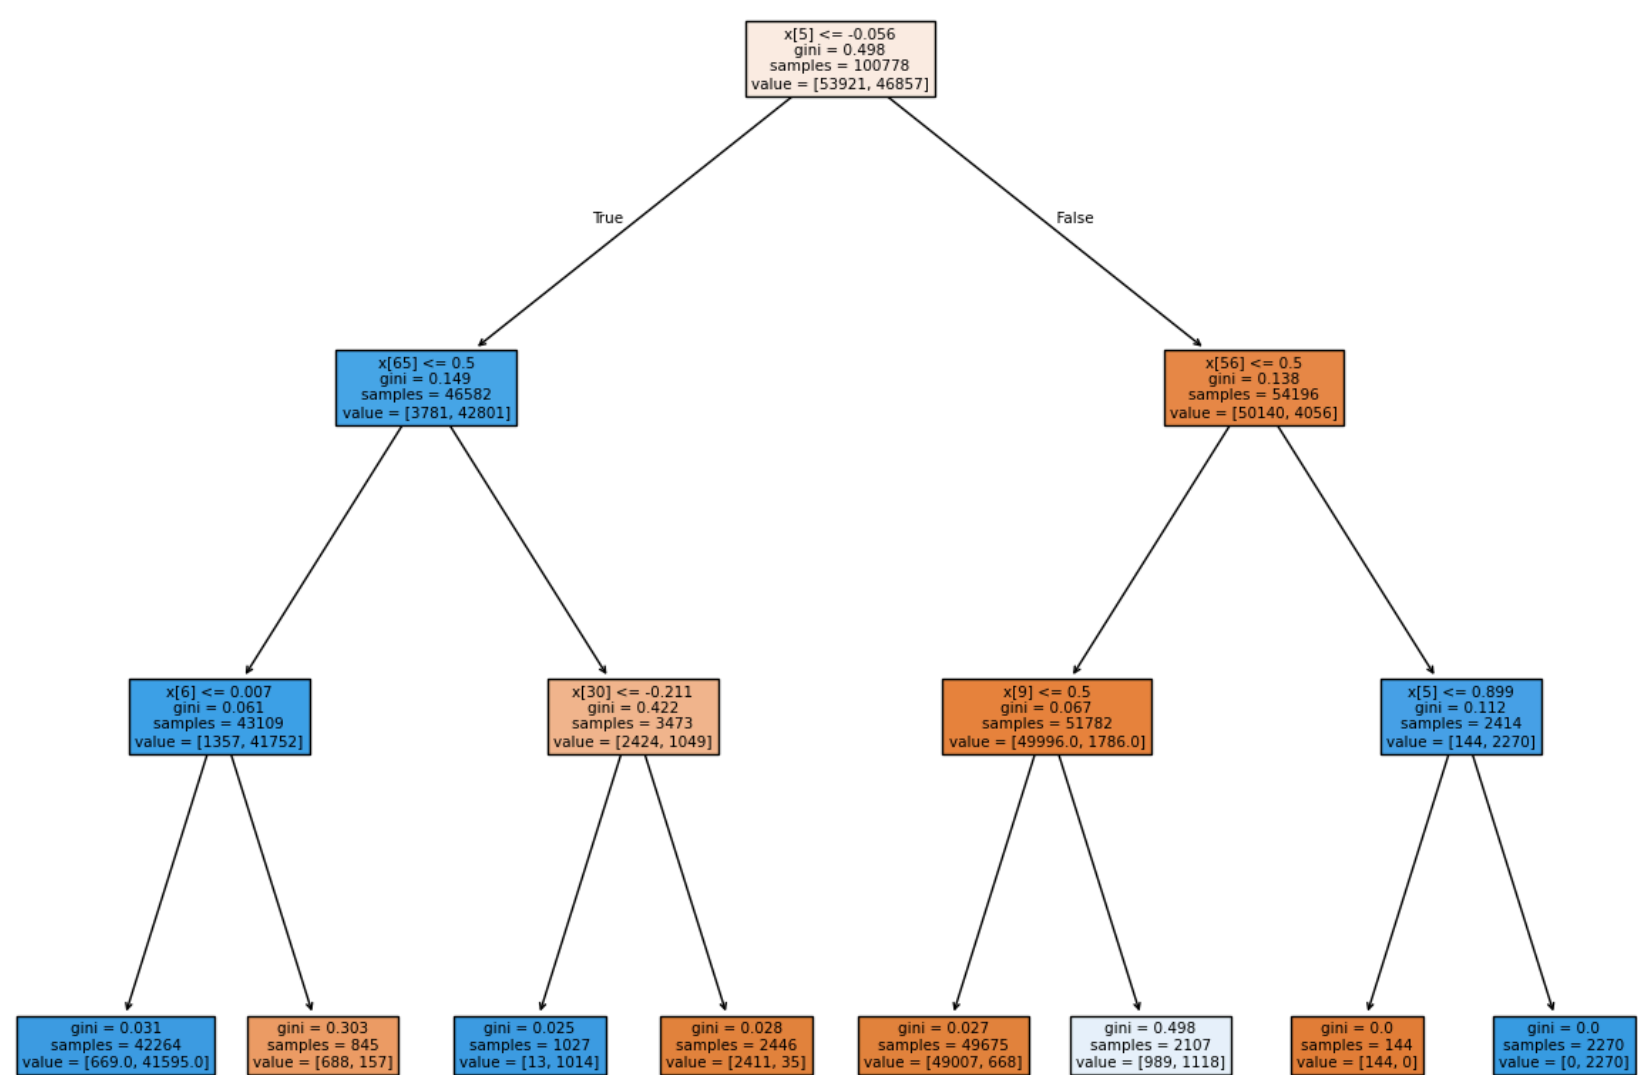 x[5] <= -0.056
gini = 0.498
samples = 100778
value = [53921, 46857]
True
False
x[65] <= 0.5
gini = 0.149
samples = 46582
value = [3781, 42801]
x[56] <= 0.5
gini = 0.138
samples = 54196
value = [50140, 4056]
x[6] <= 0.007
gini = 0.061
samples = 43109
value = [1357, 41752]
x[30] <= -0.211
gini = 0.422
samples = 3473
value = [2424, 1049]
x[9] <= 0.5
gini = 0.067
samples = 51782
value = [49996.0, 1786.0]
x[5] <= 0.899
gini = 0.112
samples = 2414
value = [144, 2270]
gini = 0.031
samples = 42264
value = [669.0, 41595.0]
gini = 0.303
samples = 845
value = [688, 157]
gini = 0.025
samples = 1027
value = [13, 1014]
gini = 0.028
samples = 2446
value = [2411, 35]
gini = 0.027
samples = 49675
value = [49007, 668]
gini = 0.498
samples = 2107
value = [989, 1118]
gini = 0.0
samples = 144
value = [144, 0]
gini = 0.0
samples = 2270
value = [0, 2270]